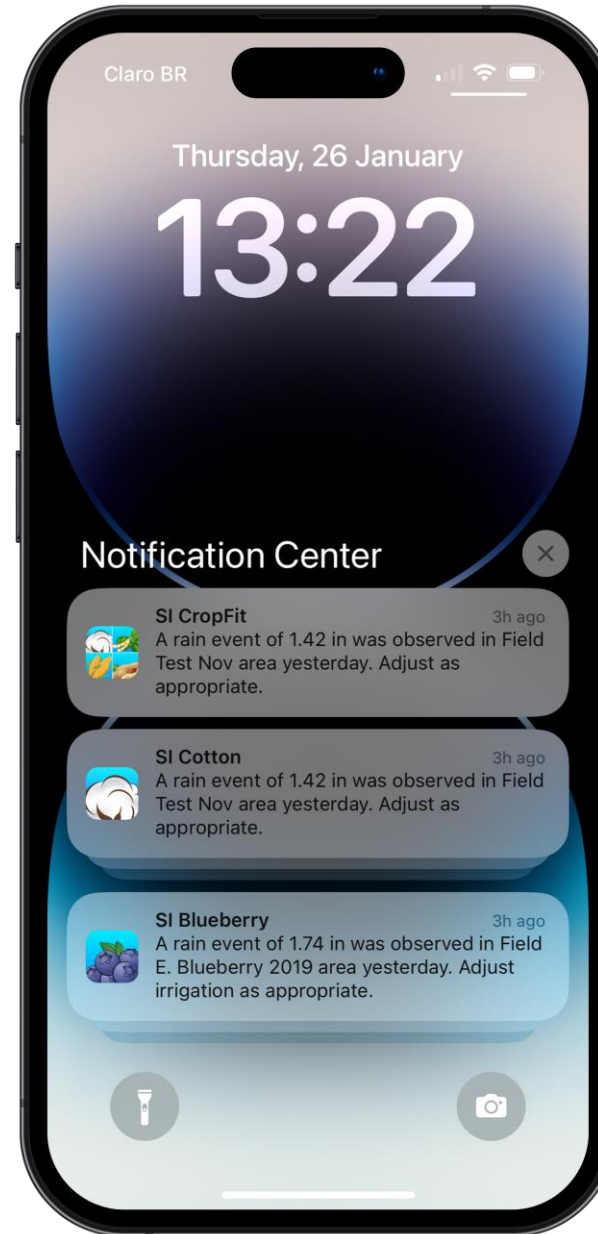 Claro BR
Thursday, 26 January
13:22
Notification Center
SI CropFit
3h ago
A rain event of 1.42 in was observed in Field
Test Nov area yesterday. Adjust as
appropriate.
SI Cotton
3h ago
A rain event of 1.42 in was observed in Field
Test Nov area yesterday. Adjust as
appropriate.
SI Blueberry
3h ago
A rain event of 1.74 in was observed in Field
E. Blueberry 2019 area yesterday. Adjust
irrigation as appropriate.